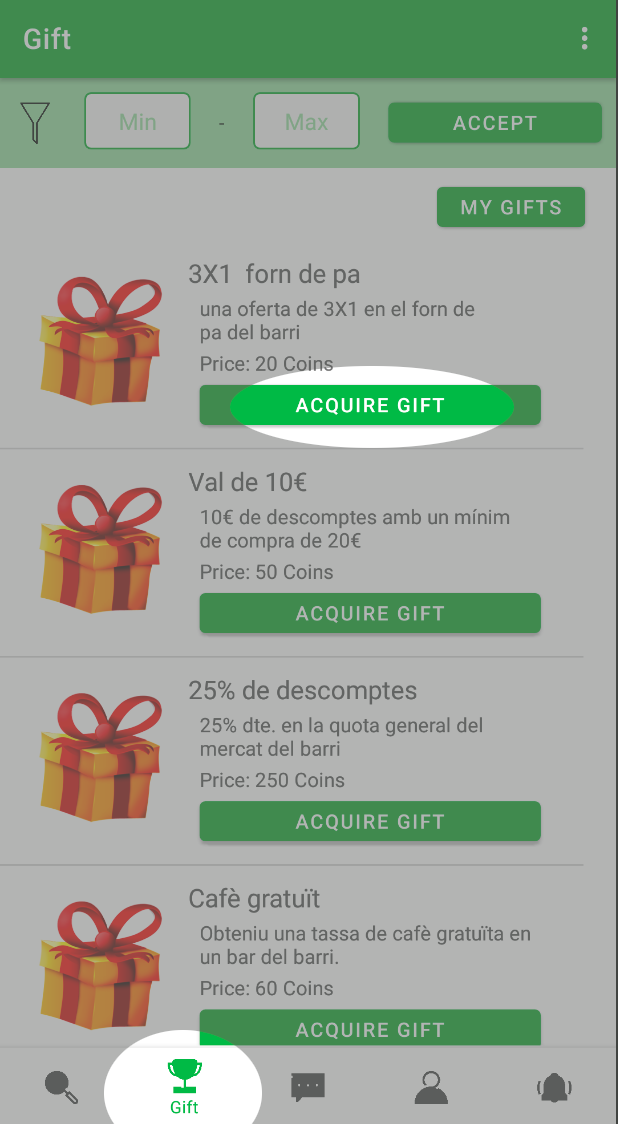 Gift
Min - Max ACCEPT
MY GIFTS
3X1 forn de pa
una oferta de 3X1 en el forn de
pa del barri
Price: 20 Coins
ACQUIRE GIFT
Val de 10€
10€ de descomptes amb un mínim
de compra de 20€
Price: 50 Coins
ACQUIRE GIFT
25% de descomptes
25% dte. en la quota general del
mercat del barri
Price: 250 Coins
ACQUIRE GIFT
Cafè gratuït
Obteniu una tassa de cafè gratuïta en
un bar del barri.
Price: 60 Coins
ACQUIRE GIFT
Gift